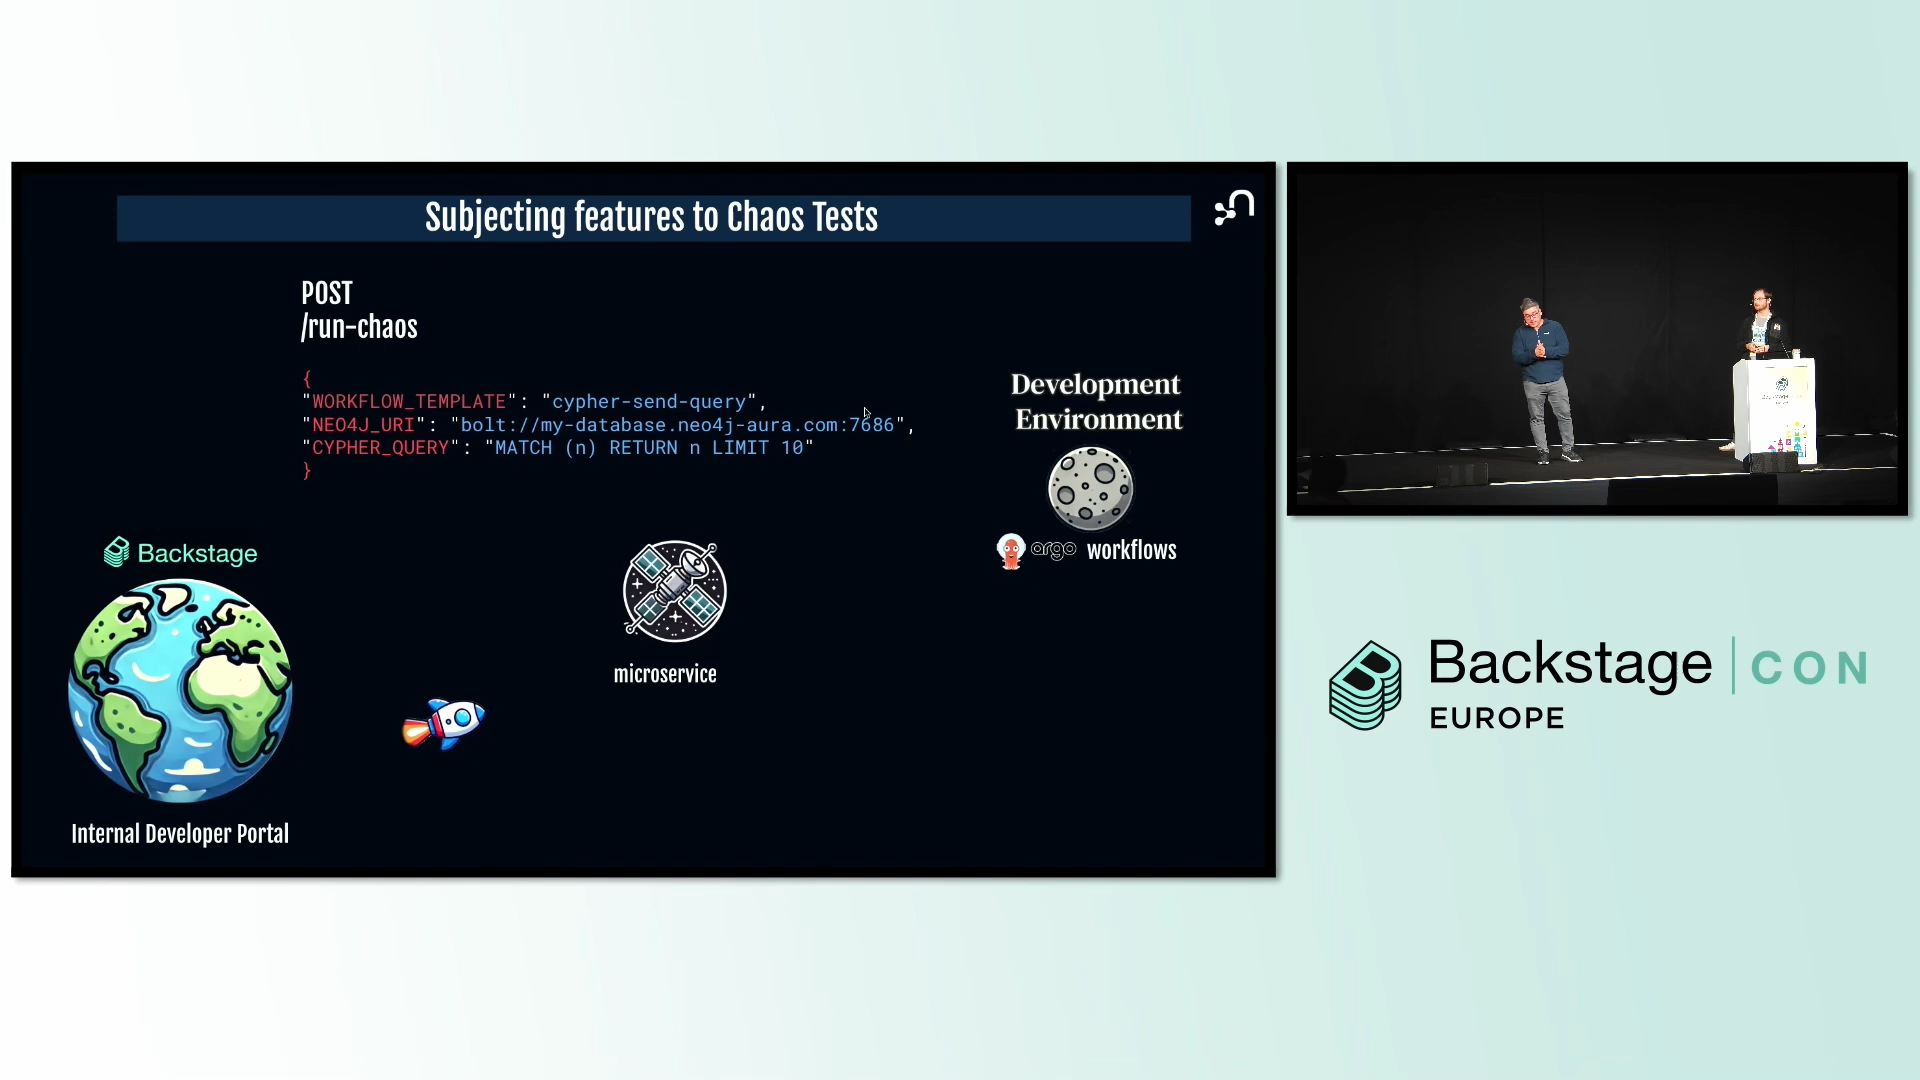 Subjecting features to Chaos Tests
POST
/run-chaos
{
"WORKFLOW_TEMPLATE": "cypher-send-query",
"NEO4J_URI": "bolt://my-database.neo4j-aura.com:7686",
"CYPHER_QUERY": "MATCH (n) RETURN n LIMIT 10"
}
Development
Environment
argo workflows
Backstage
microservice
Internal Developer Portal
Backstage | CON
EUROPE